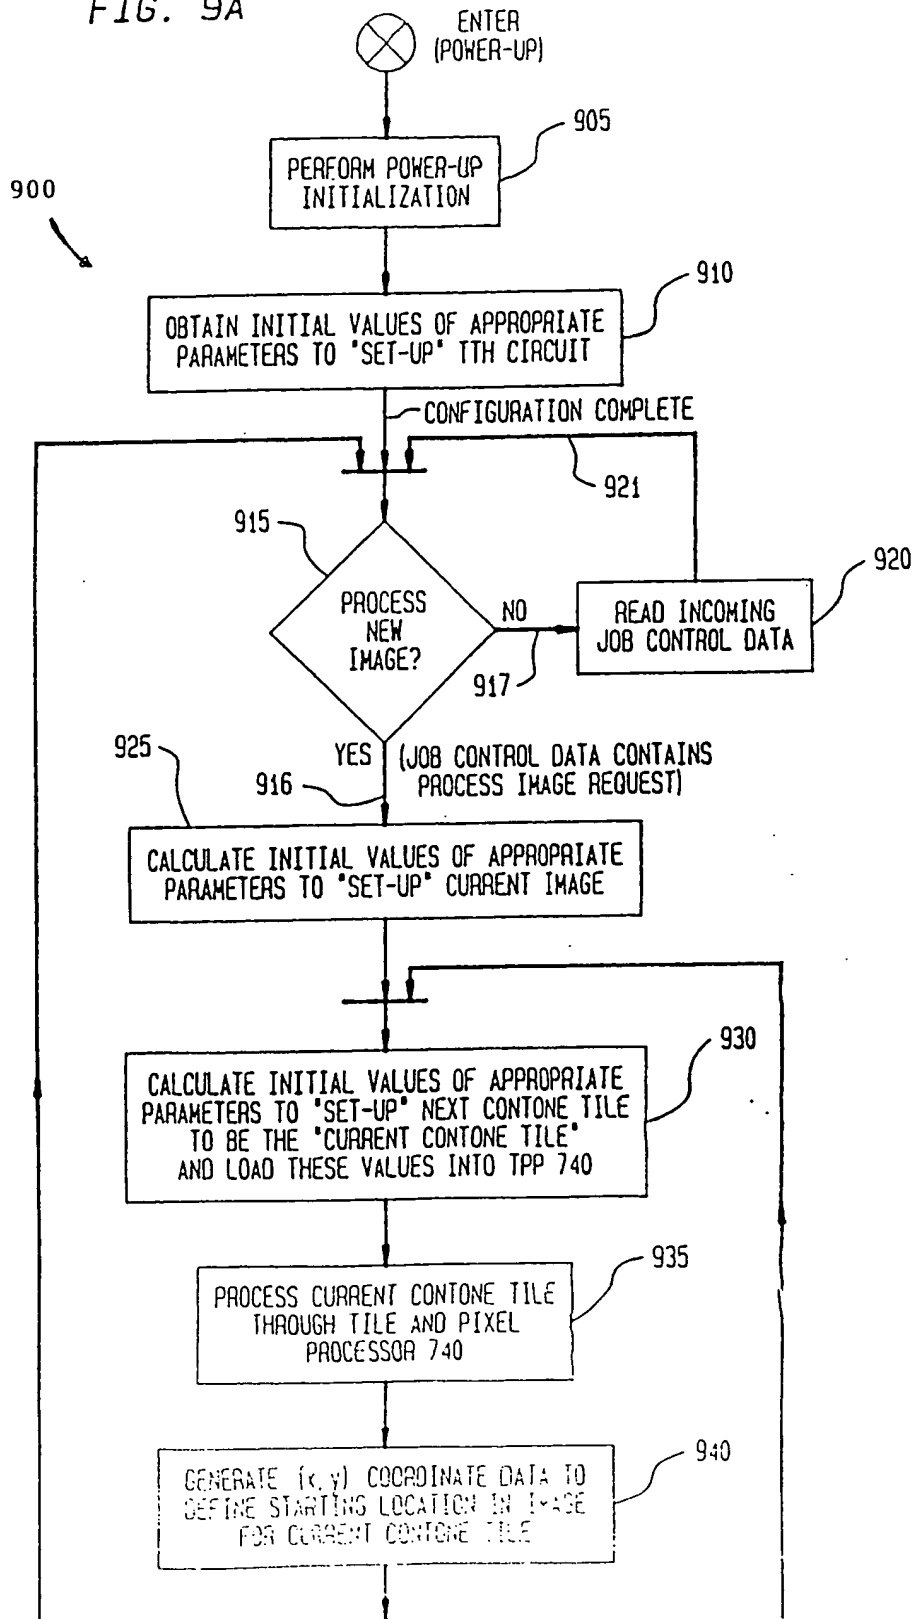 FIG. 9A
ENTER
(POWER-UP)
905
PERFORM POWER-UP
INITIALIZATION
900
910
OBTAIN INITIAL VALUES OF APPROPRIATE
PARAMETERS TO "SET-UP" TTH CIRCUIT
CONFIGURATION COMPLETE
921
915
920
PROCESS
NEW
IMAGE?
NO
917
READ INCOMING
JOB CONTROL DATA
925
YES
(JOB CONTROL DATA CONTAINS
PROCESS IMAGE REQUEST)
916
CALCULATE INITIAL VALUES OF APPROPRIATE
PARAMETERS TO "SET-UP" CURRENT IMAGE
930
CALCULATE INITIAL VALUES OF APPROPRIATE
PARAMETERS TO "SET-UP" NEXT CONTONE TILE
TO BE THE "CURRENT CONTONE TILE"
AND LOAD THESE VALUES INTO TPP 740
935
PROCESS CURRENT CONTONE TILE
THROUGH TILE AND PIXEL
PROCESSOR 740
940
GENERATE (x, y) COORDINATE DATA TO
DEFINE STARTING LOCATION IN IMAGE
FOR CURRENT CONTONE TILE